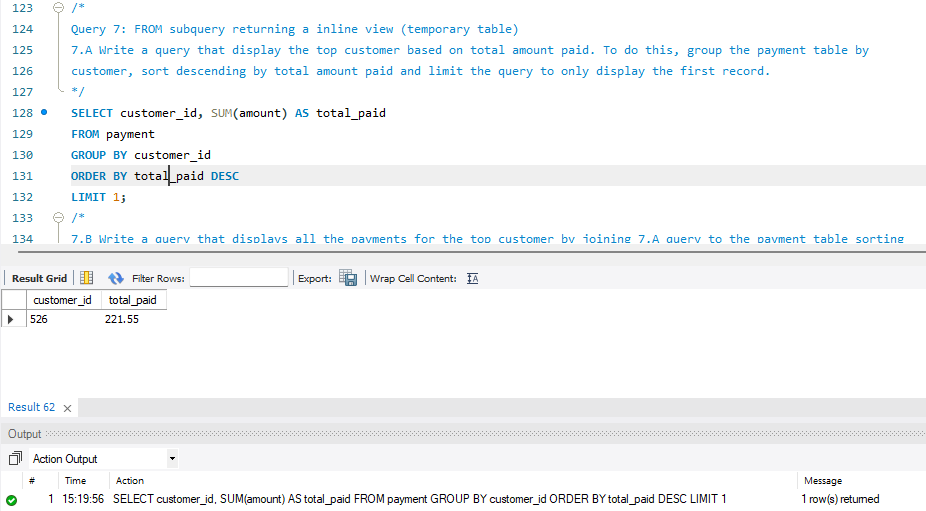 123 /*
124 Query 7: FROM subquery returning a inline view (temporary table)
125 7.A Write a query that display the top customer based on total amount paid. To do this, group the payment table by
126 customer, sort descending by total amount paid and limit the query to only display the first record.
127 */
128 SELECT customer_id, SUM(amount) AS total_paid
129 FROM payment
130 GROUP BY customer_id
131 ORDER BY total_paid DESC
132 LIMIT 1;
133 /*
134 7.B Write a query that displays all the payments for the top customer by joining 7.A query to the payment table sorting
Result Grid Filter Rows: Export: Wrap Cell Content: IA
customer_id total_paid
526 221.55
Result 62 ×
Output
Action Output
# Time Action Message
1 15:19:56 SELECT customer_id, SUM(amount) AS total_paid FROM payment GROUP BY customer_id ORDER BY total_paid DESC LIMIT 1 1 row(s) returned